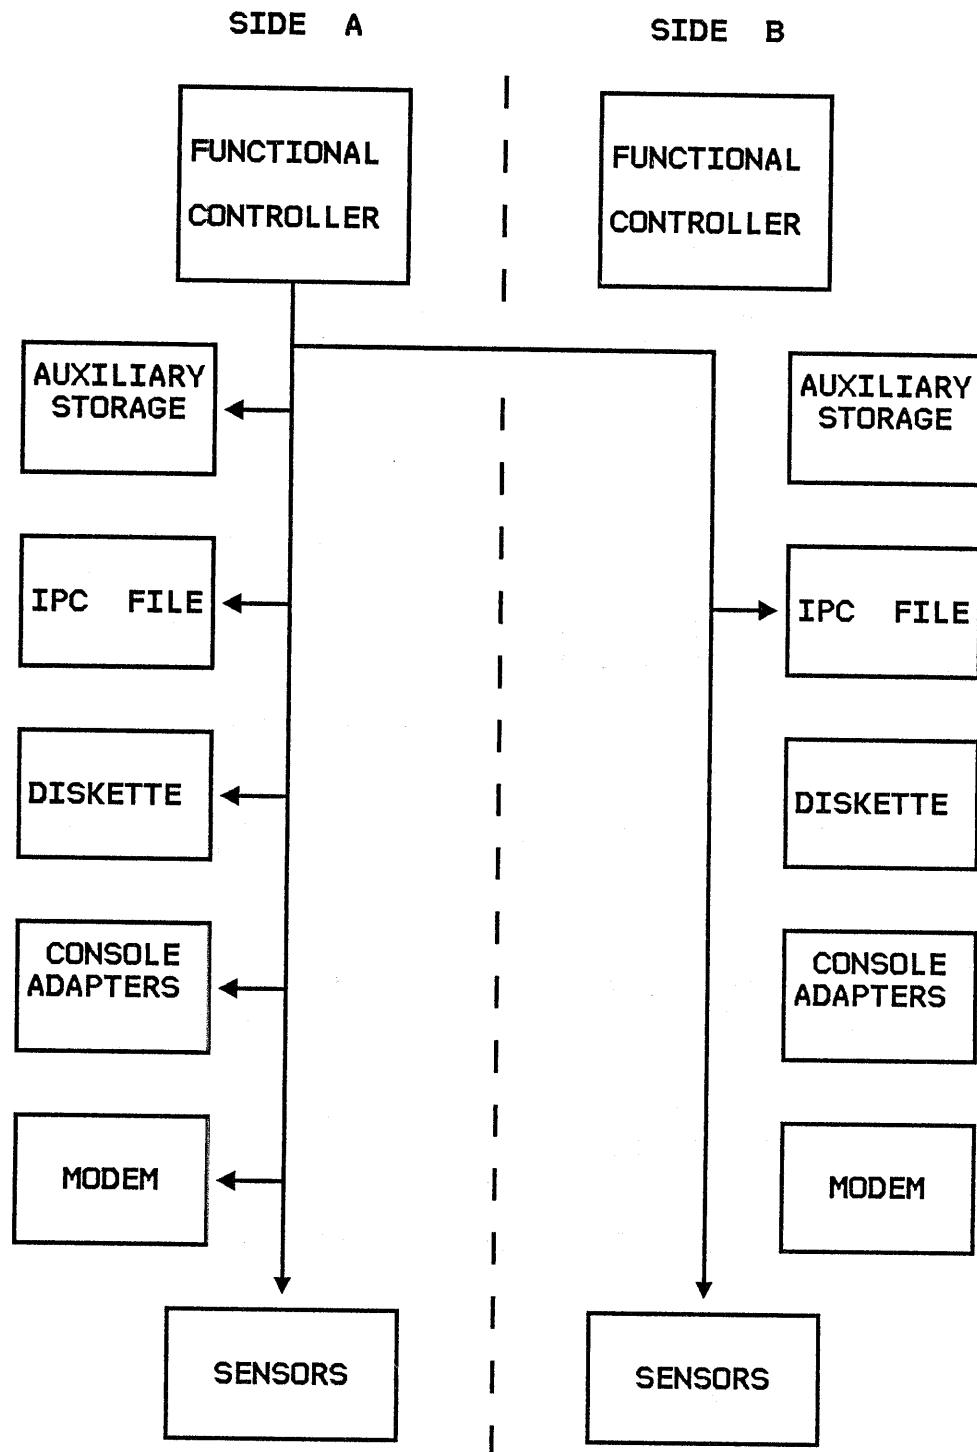 SIDE A
SIDE B
FUNCTIONAL
CONTROLLER
FUNCTIONAL
CONTROLLER
AUXILIARY
STORAGE
AUXILIARY
STORAGE
IPC FILE
IPC FILE
DISKETTE
DISKETTE
CONSOLE
ADAPTERS
CONSOLE
ADAPTERS
MODEM
MODEM
SENSORS
SENSORS